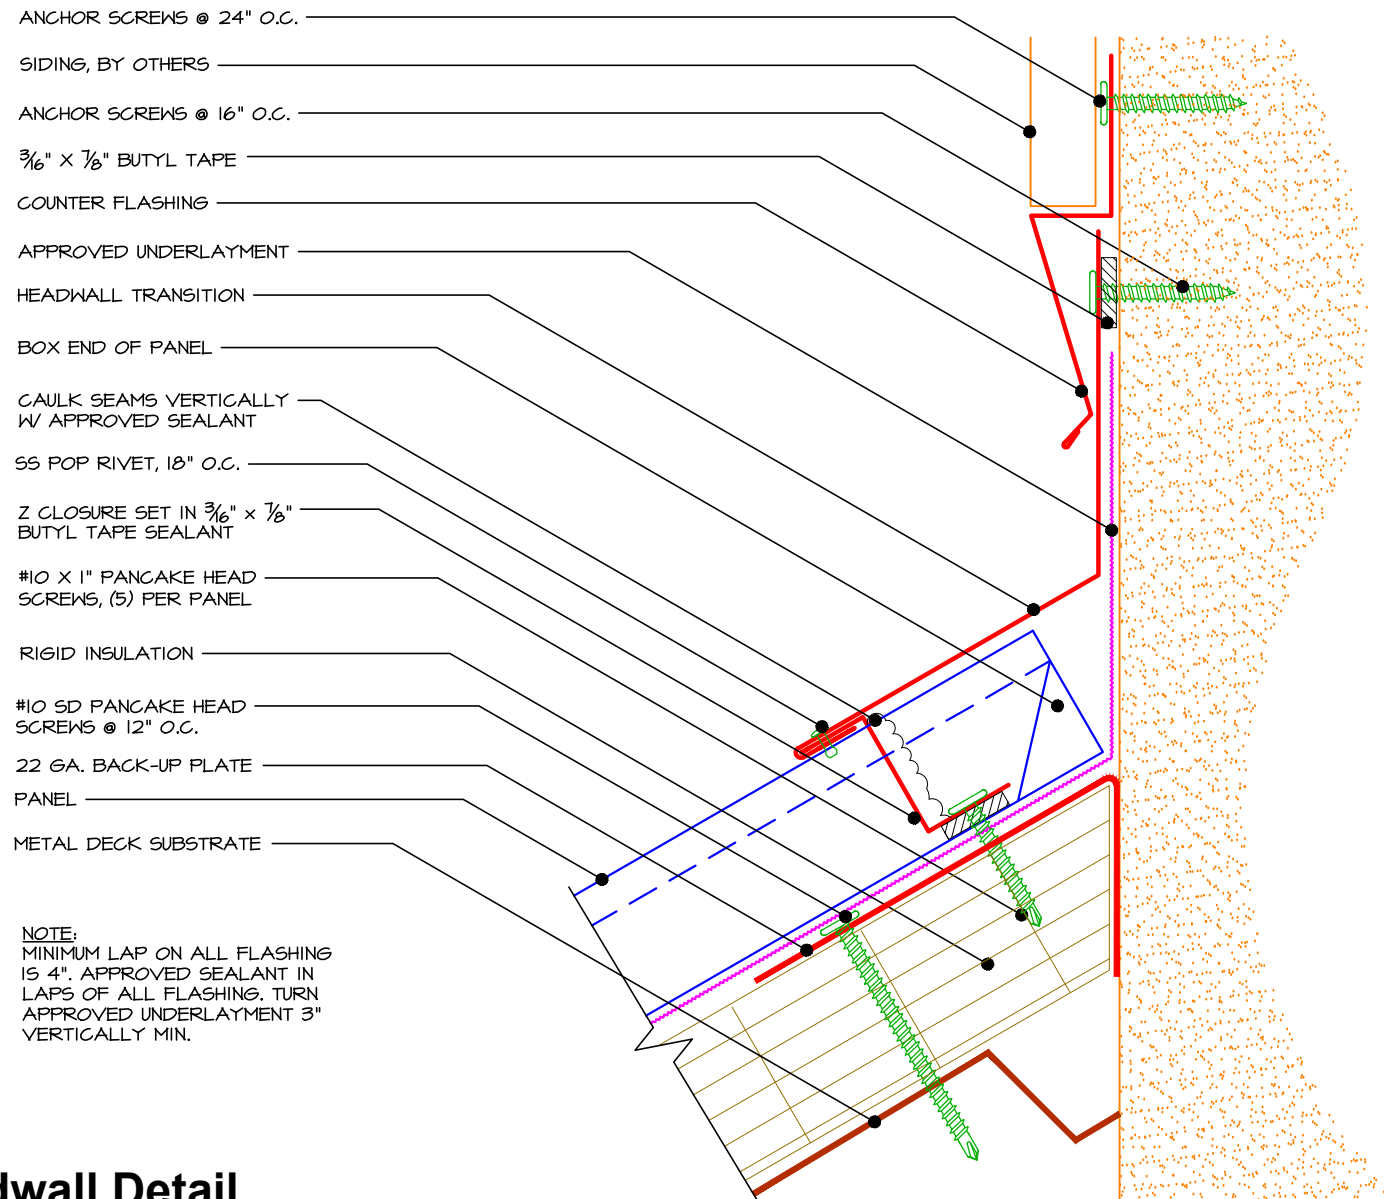 ANCHOR SCREWS @ 24" O.C.
SIDING, BY OTHERS
ANCHOR SCREWS @ 16" O.C.
3/16" X 7/8" BUTYL TAPE
COUNTER FLASHING
APPROVED UNDERLAYMENT
HEADWALL TRANSITION
BOX END OF PANEL
CAULK SEAMS VERTICALLY
W/ APPROVED SEALANT
SS POP RIVET, 18" O.C.
Z CLOSURE SET IN 3/16" x 7/8"
BUTYL TAPE SEALANT
#10 X 1" PANCAKE HEAD
SCREWS, (5) PER PANEL
RIGID INSULATION
#10 SD PANCAKE HEAD
SCREWS @ 12" O.C.
22 GA. BACK-UP PLATE
PANEL
METAL DECK SUBSTRATE
NOTE:
MINIMUM LAP ON ALL FLASHING
IS 4". APPROVED SEALANT IN
LAPS OF ALL FLASHING. TURN
APPROVED UNDERLAYMENT 3"
VERTICALLY MIN.
dwall Detail